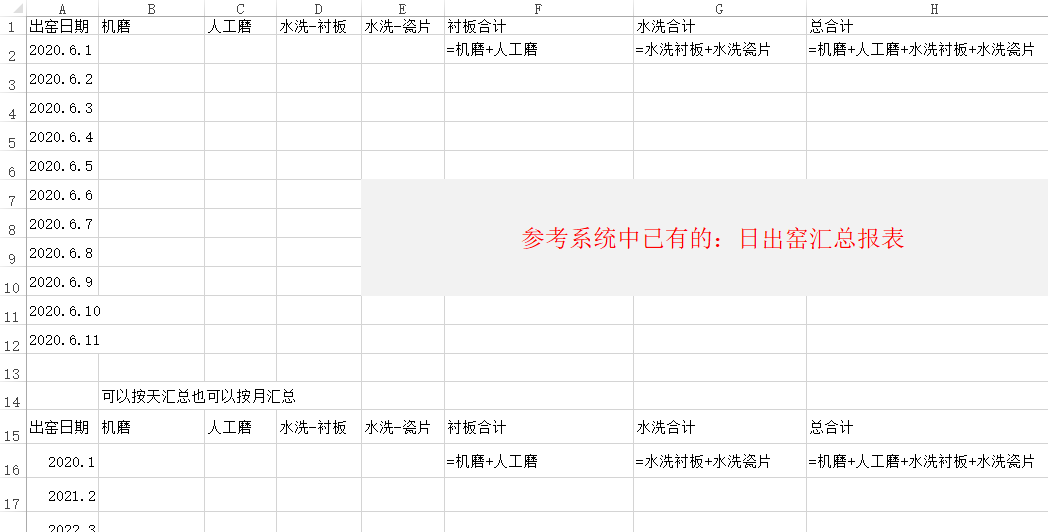 A B C D E F G H
1 出窑日期 机磨 人工磨 水洗-衬板 水洗-瓷片 衬板合计 水洗合计 总合计
2 2020.6.1 =机磨+人工磨 =水洗衬板+水洗瓷片 =机磨+人工磨+水洗衬板+水洗瓷片
3 2020.6.2
4 2020.6.3
5 2020.6.4
6 2020.6.5
7 2020.6.6
8 2020.6.7
参考系统中已有的：日出窑汇总报表
9 2020.6.8
10 2020.6.9
11 2020.6.10
12 2020.6.11
13
14 可以按天汇总也可以按月汇总
15 出窑日期 机磨 人工磨 水洗-衬板 水洗-瓷片 衬板合计 水洗合计 总合计
16 2020.1 =机磨+人工磨 =水洗衬板+水洗瓷片 =机磨+人工磨+水洗衬板+水洗瓷片
17 2021.2
2022.3